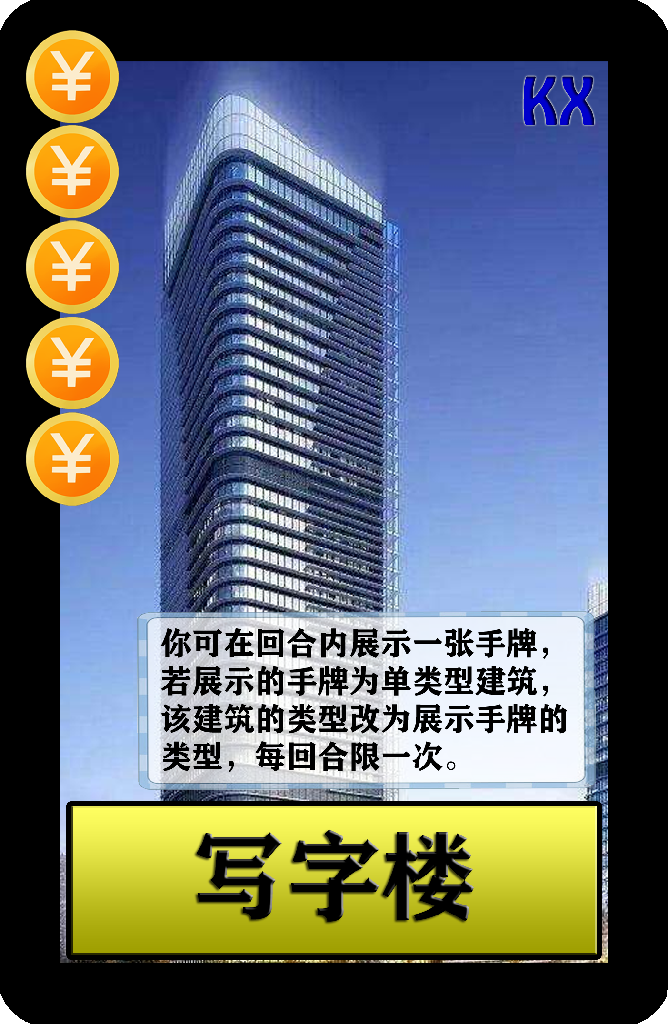 ¥
¥
¥
¥
¥
KX
你可在回合内展示一张手牌，
若展示的手牌为单类型建筑，
该建筑的类型改为展示手牌的
类型，每回合限一次。
写字楼